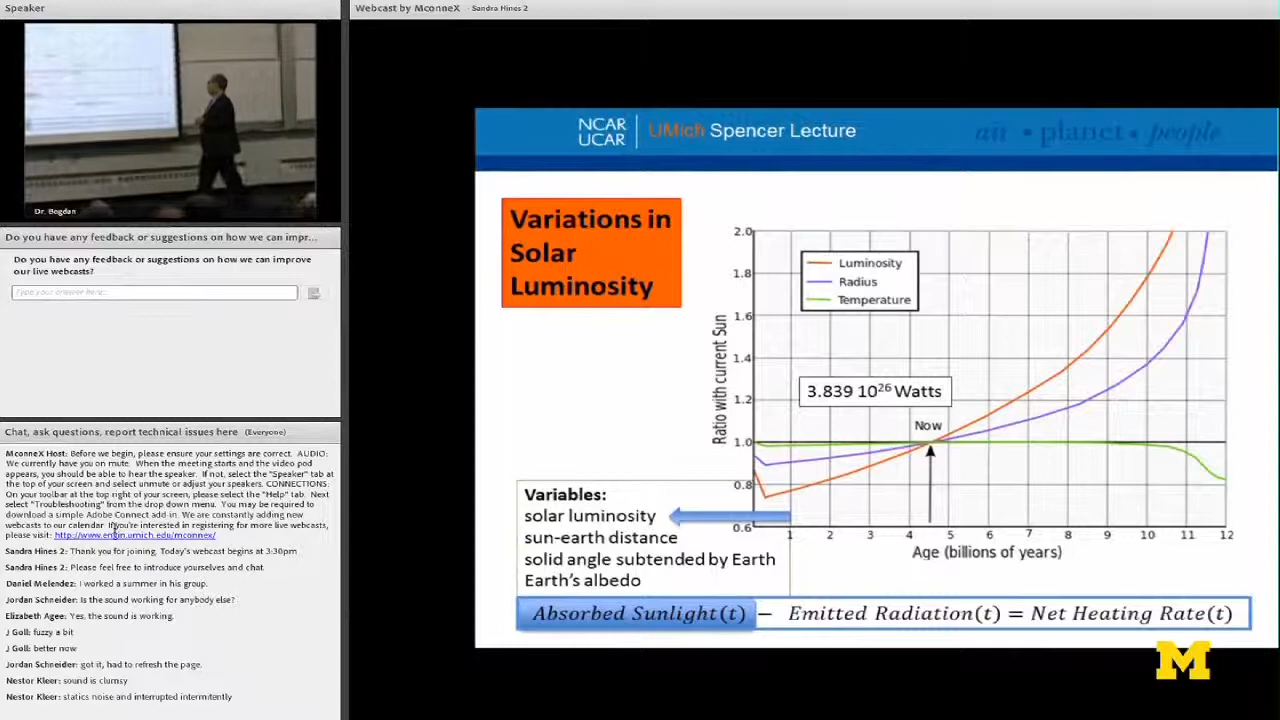 Speaker
Webcast by MconneX - Sandra Hines 2
Dr. Bogdan
Do you have any feedback or suggestions on how we can impr...
Do you have any feedback or suggestions on how we can improve
our live webcasts?
Type your answer here...
Chat, ask questions, report technical issues here (Everyone)
MconneX Host: Before we begin, please ensure your settings are correct. AUDIO:
We currently have you on mute. When the meeting starts and the video pod
appears, you should be able to hear the speaker. If not, select the "Speaker" tab at
the top of your screen and select unmute or adjust your speakers. CONNECTIONS:
On your toolbar at the top right of your screen, please select the "Help" tab. Next
select "Troubleshooting" from the drop down menu. You may be required to
download a simple Adobe Connect add-in. We are constantly adding new
webcasts to our calendar. If you're interested in registering for more live webcasts,
please visit: http://www.engin.umich.edu/mconnex/
Sandra Hines 2: Thank you for joining. Today's webcast begins at 3:30pm
Sandra Hines 2: Please feel free to introduce yourselves and chat.
Daniel Melendez: I worked a summer in his group.
Jordan Schneider: Is the sound working for anybody else?
Elizabeth Agee: Yes, the sound is working.
J Goll: fuzzy a bit
J Goll: better now
Jordan Schneider: got it, had to refresh the page.
Nestor Kleer: sound is clumsy
Nestor Kleer: statics noise and interrupted intermitently
NCAR
UCAR
UMich Spencer Lecture
air • planet • people
Variations in
Solar
Luminosity
Luminosity
Radius
Temperature
3.839 10²⁶ Watts
Now
Ratio with current Sun
2.0
1.8
1.6
1.4
1.2
1.0
0.8
0.6
1 2 3 4 5 6 7 8 9 10 11 12
Age (billions of years)
Variables:
solar luminosity
sun-earth distance
solid angle subtended by Earth
Earth's albedo
Absorbed Sunlight(t) − Emitted Radiation(t) = Net Heating Rate(t)
M